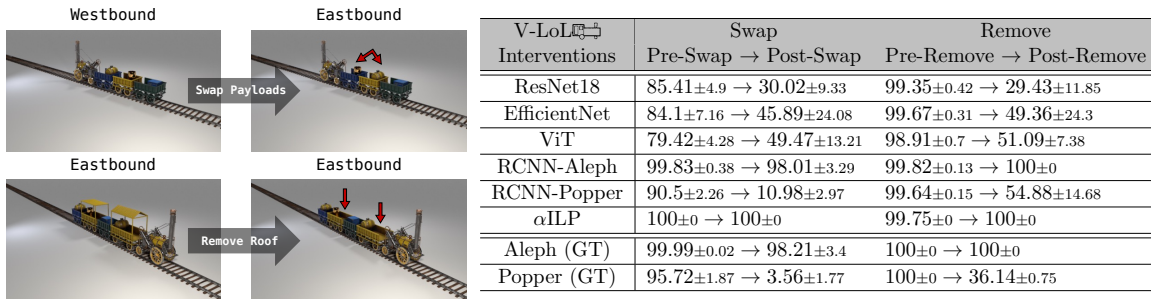 Westbound Eastbound
Swap Payloads
Eastbound Eastbound
Remove Roof
V-LoL Swap Remove
Interventions Pre-Swap → Post-Swap Pre-Remove → Post-Remove
ResNet18 85.41±4.9 → 30.02±9.33 99.35±0.42 → 29.43±11.85
EfficientNet 84.1±7.16 → 45.89±24.08 99.67±0.31 → 49.36±24.3
ViT 79.42±4.28 → 49.47±13.21 98.91±0.7 → 51.09±7.38
RCNN-Aleph 99.83±0.38 → 98.01±3.29 99.82±0.13 → 100±0
RCNN-Popper 90.5±2.26 → 10.98±2.97 99.64±0.15 → 54.88±14.68
αILP 100±0 → 100±0 99.75±0 → 100±0
Aleph (GT) 99.99±0.02 → 98.21±3.4 100±0 → 100±0
Popper (GT) 95.72±1.87 → 3.56±1.77 100±0 → 36.14±0.75